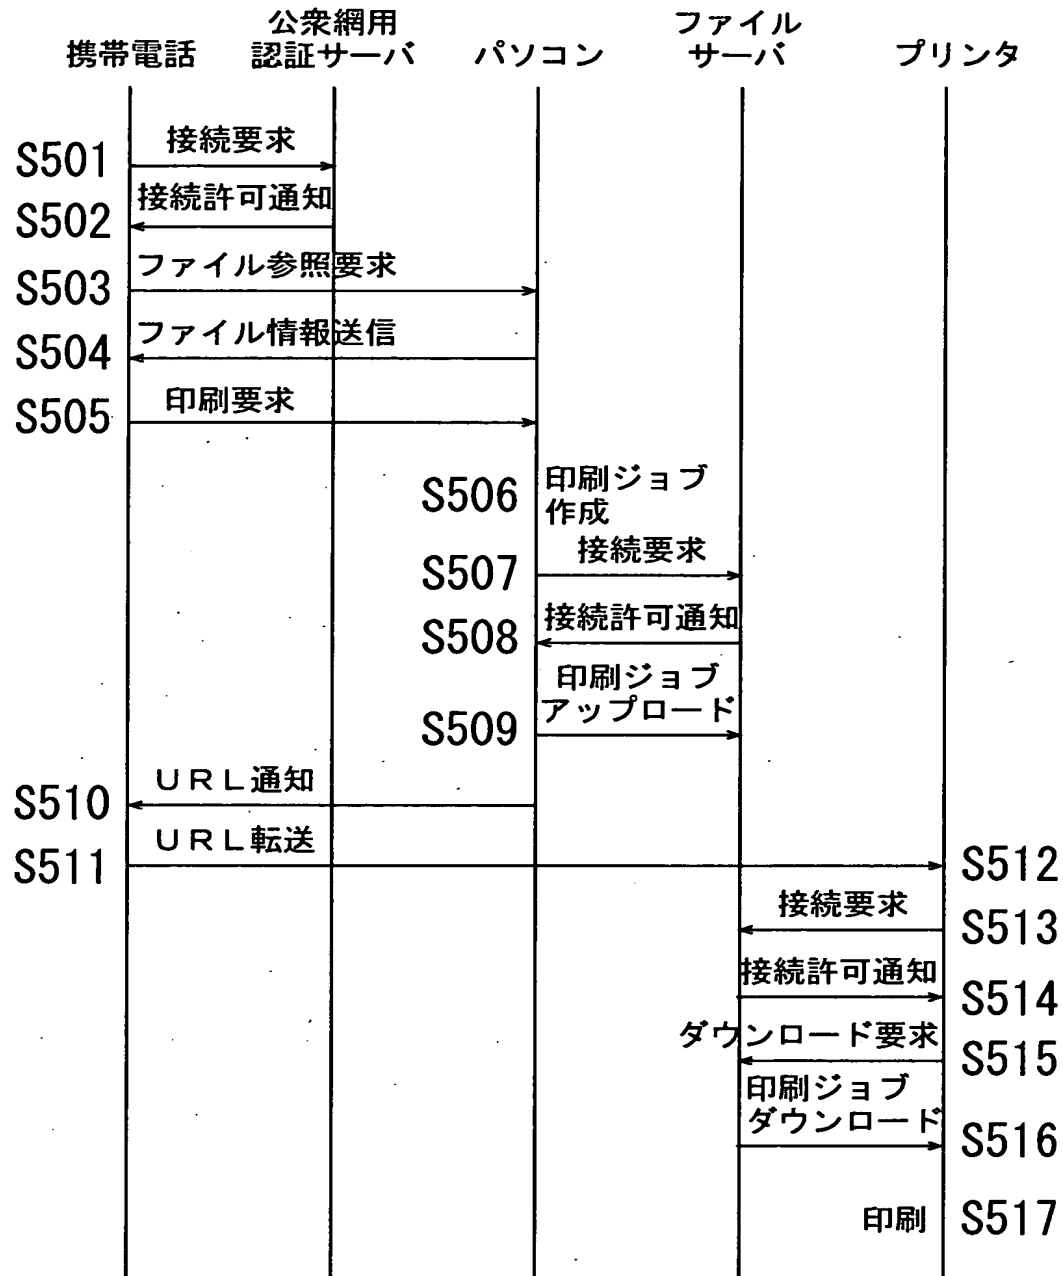 携帯電話
公衆網用
認証サーバ
パソコン
ファイル
サーバ
プリンタ
S501
接続要求
S502
接続許可通知
S503
ファイル参照要求
S504
ファイル情報送信
S505
印刷要求
S506
印刷ジョブ
作成
S507
接続要求
S508
接続許可通知
S509
印刷ジョブ
アップロード
S510
URL通知
S511
URL転送
S512
接続要求
S513
接続許可通知
S514
ダウンロード要求
S515
印刷ジョブ
ダウンロード
S516
印刷
S517